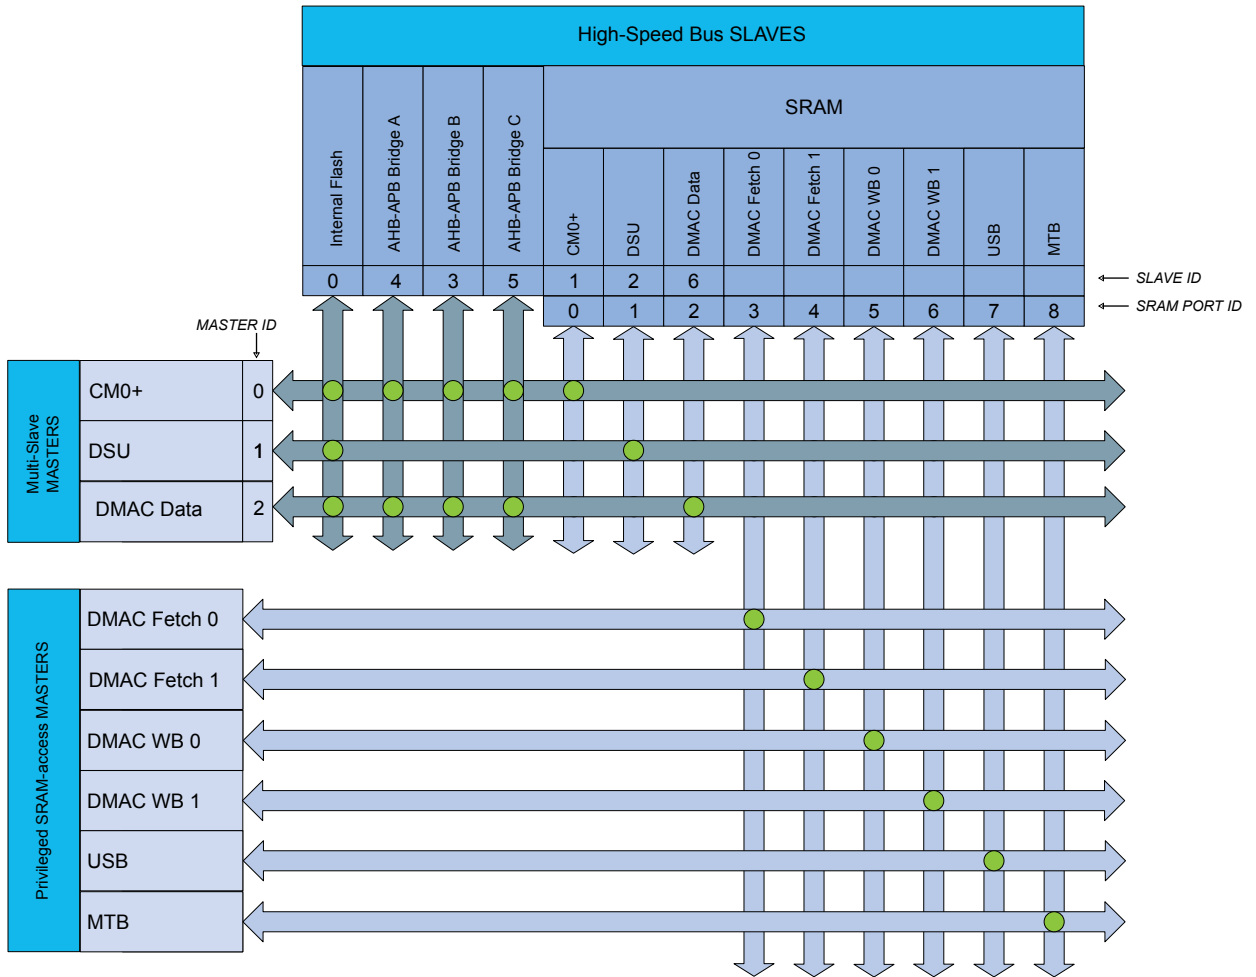 High-Speed Bus SLAVES
SRAM
Internal Flash
AHB-APB Bridge A
AHB-APB Bridge B
AHB-APB Bridge C
CM0+
DSU
DMAC Data
DMAC Fetch 0
DMAC Fetch 1
DMAC WB 0
DMAC WB 1
USB
MTB
0 4 3 5 1 2 6 SLAVE ID
0 1 2 3 4 5 6 7 8 SRAM PORT ID
MASTER ID
Multi-Slave
MASTERS
CM0+ 0
DSU 1
DMAC Data 2
Privileged SRAM-access MASTERS
DMAC Fetch 0
DMAC Fetch 1
DMAC WB 0
DMAC WB 1
USB
MTB